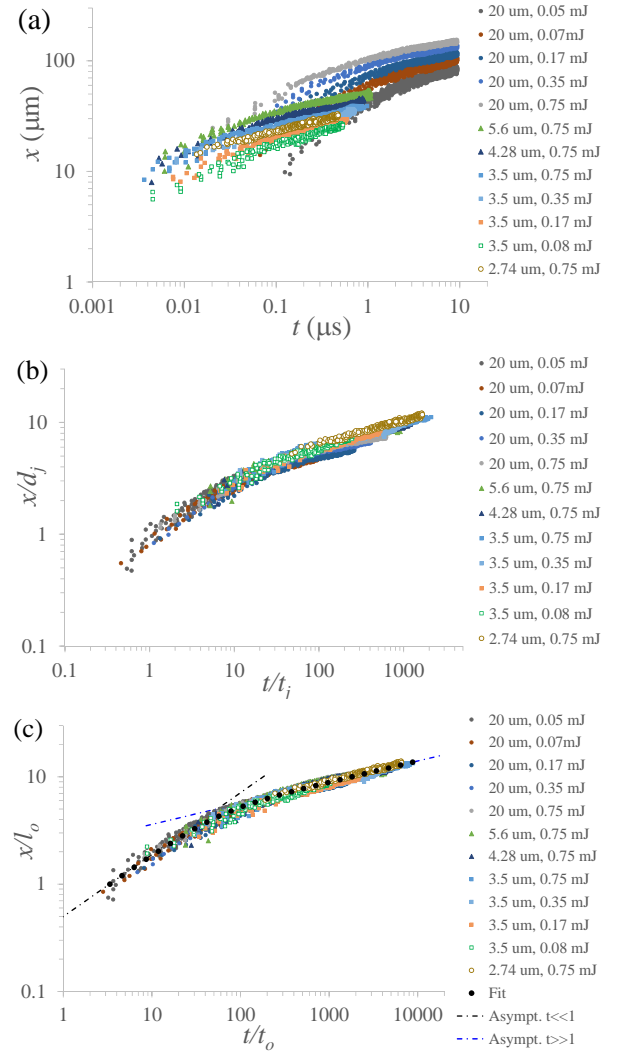 (a)
100
10
1
x (μm)
0.001
0.01
0.1
1
10
t (μs)
20 um, 0.05 mJ
20 um, 0.07mJ
20 um, 0.17 mJ
20 um, 0.35 mJ
20 um, 0.75 mJ
5.6 um, 0.75 mJ
4.28 um, 0.75 mJ
3.5 um, 0.75 mJ
3.5 um, 0.35 mJ
3.5 um, 0.17 mJ
3.5 um, 0.08 mJ
2.74 um, 0.75 mJ
(b)
10
1
0.1
x/dj
0.1
1
10
100
1000
t/tj
20 um, 0.05 mJ
20 um, 0.07mJ
20 um, 0.17 mJ
20 um, 0.35 mJ
20 um, 0.75 mJ
5.6 um, 0.75 mJ
4.28 um, 0.75 mJ
3.5 um, 0.75 mJ
3.5 um, 0.35 mJ
3.5 um, 0.17 mJ
3.5 um, 0.08 mJ
2.74 um, 0.75 mJ
(c)
10
1
0.1
x/lo
1
10
100
1000
10000
t/to
20 um, 0.05 mJ
20 um, 0.07mJ
20 um, 0.17 mJ
20 um, 0.35 mJ
20 um, 0.75 mJ
5.6 um, 0.75 mJ
4.28 um, 0.75 mJ
3.5 um, 0.75 mJ
3.5 um, 0.35 mJ
3.5 um, 0.17 mJ
3.5 um, 0.08 mJ
2.74 um, 0.75 mJ
Fit
Asympt. t<<1
Asympt. t>>1